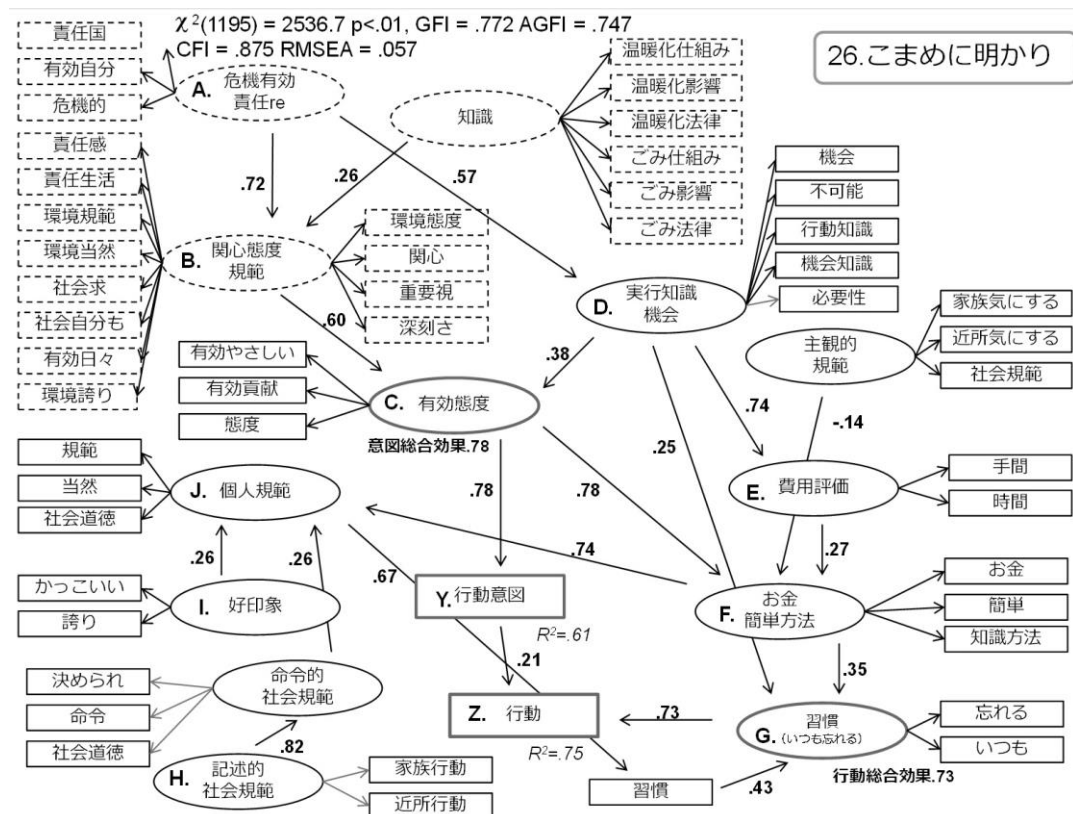 χ²(1195) = 2536.7 p<.01, GFI = .772 AGFI = .747
CFI = .875 RMSEA = .057
26.こまめに明かり
責任国
有効自分
危機的
A. 危機有効
責任re
知識
温暖化仕組み
温暖化影響
温暖化法律
ごみ仕組み
ごみ影響
ごみ法律
責任感
責任生活
環境規範
環境当然
社会求
社会自分も
有効日々
環境誇り
.72
.26
.57
B. 関心態度
規範
環境態度
関心
重要視
深刻さ
機会
不可能
行動知識
機会知識
必要性
D. 実行知識
機会
家族気にする
近所気にする
社会規範
主観的
規範
.60
.38
有効やさしい
有効貢献
態度
C. 有効態度
意図総合効果.78
.74
-.14
.25
規範
当然
社会道徳
J. 個人規範
.78
.78
E. 費用評価
手間
時間
.26
.26
.67
.74
.27
かっこいい
誇り
I. 好印象
Y. 行動意図
R²=.61
F. お金
簡単方法
お金
簡単
知識方法
決められ
命令
社会道徳
命令的
社会規範
.21
.35
Z. 行動
R²=.75
.73
G. 習慣
(いつも忘れる)
行動総合効果.73
忘れる
いつも
.82
H. 記述的
社会規範
家族行動
近所行動
習慣
.43